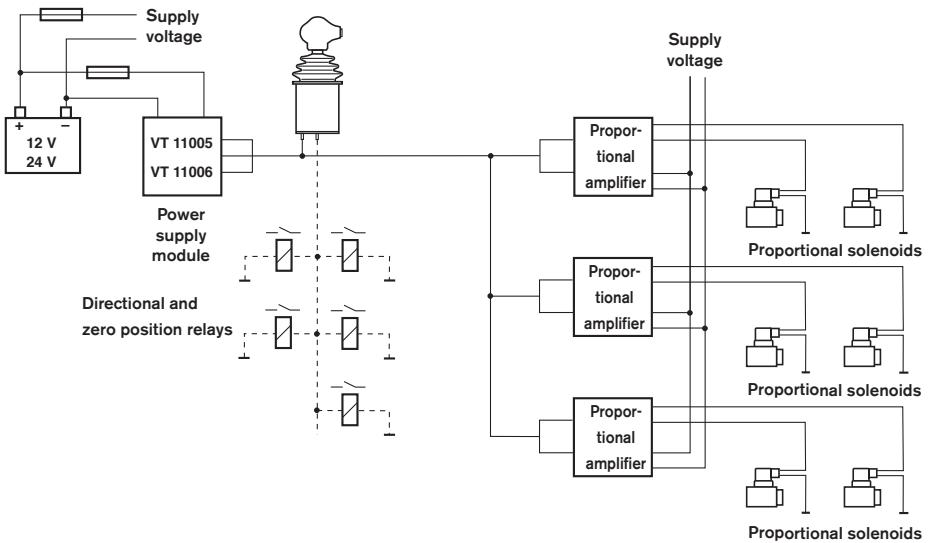 Supply
voltage
+ −
12 V
24 V
VT 11005
VT 11006
Power
supply
module
Directional and
zero position relays
Supply
voltage
Propor-
tional
amplifier
Proportional solenoids
Propor-
tional
amplifier
Proportional solenoids
Propor-
tional
amplifier
Proportional solenoids